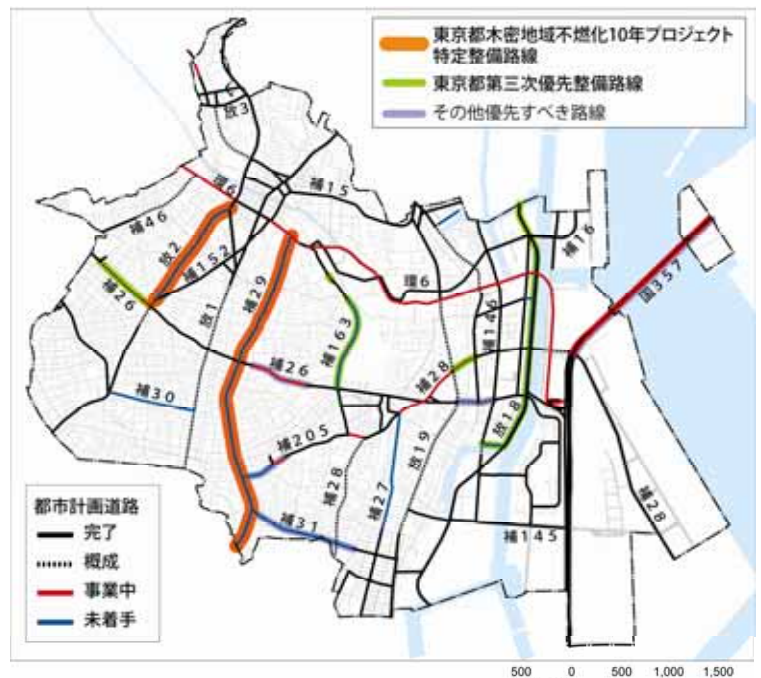 東京都木密地域不燃化10年プロジェクト
特定整備路線
東京都第三次優先整備路線
その他優先すべき路線
放3
環6
補15
補46
放2
補152
補16
国357
補26
放1
補29
環6
補163
補146
補28
補26
補30
放18
補205
放19
補28
補27
補31
補145
補28
都市計画道路
完了
概成
事業中
未着手
500 0 500 1,000 1,500